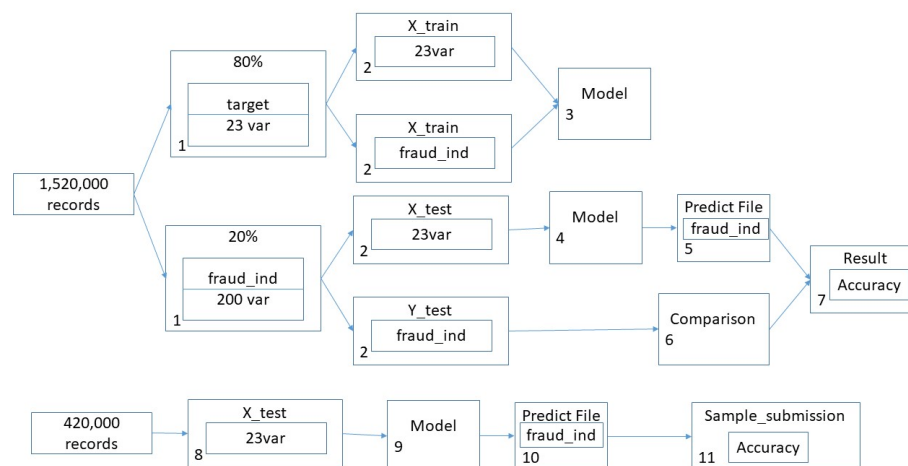 X_train
23var
2
80%
target
23 var
1
Model
3
X_train
fraud_ind
2
1,520,000
records
X_test
23var
2
Model
4
Predict File
fraud_ind
5
20%
fraud_ind
200 var
1
Result
Accuracy
7
Y_test
fraud_ind
2
Comparison
6
420,000
records
X_test
23var
8
Model
9
Predict File
fraud_ind
10
Sample_submission
Accuracy
11